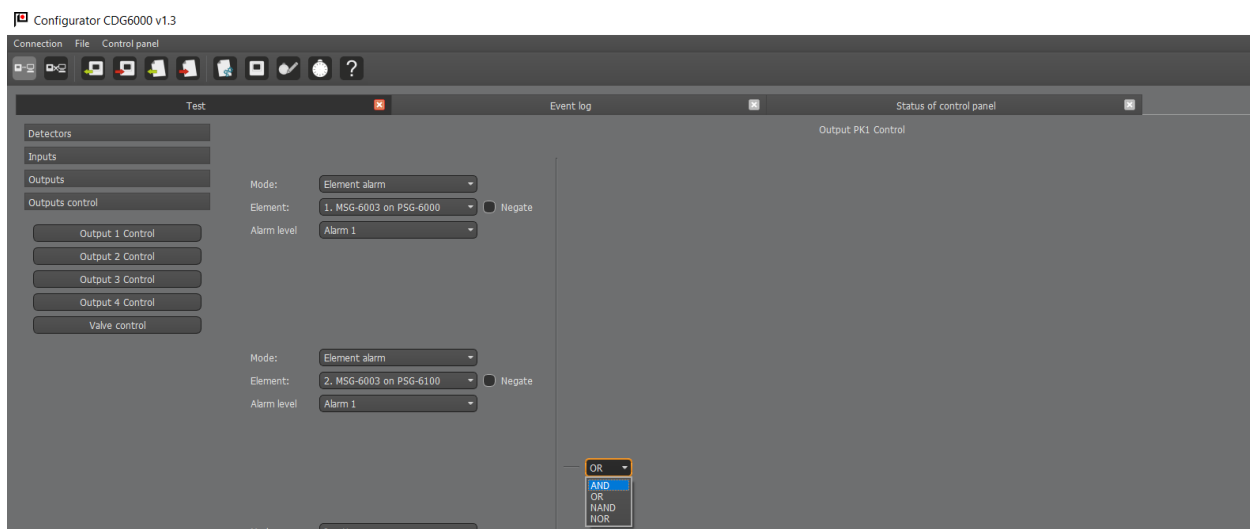 Configurator CDG6000 v1.3
Connection File Control panel
?
Test Event log Status of control panel
Output PK1 Control
Detectors
Inputs
Outputs
Outputs control
Output 1 Control
Output 2 Control
Output 3 Control
Output 4 Control
Valve control
Mode: Element alarm
Element: 1. MSG-6003 on PSG-6000 Negate
Alarm level Alarm 1
Mode: Element alarm
Element: 2. MSG-6003 on PSG-6100 Negate
Alarm level Alarm 1
OR
AND
OR
NAND
NOR